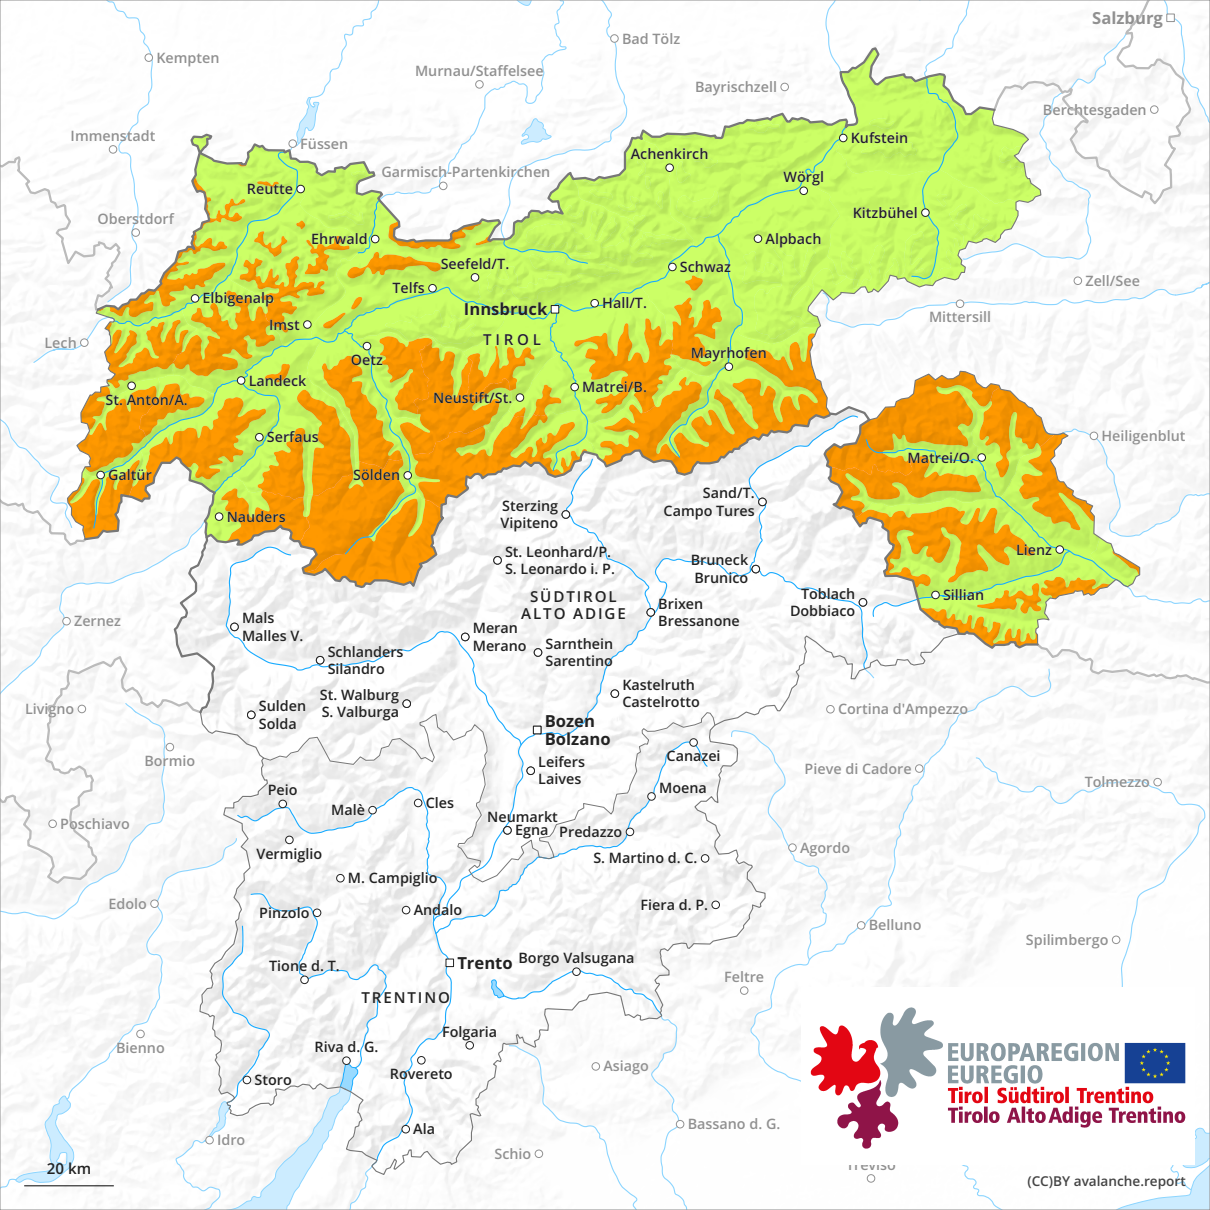 Salzburg
Bad Tölz
Kempten
Murnau/Staffelsee
Bayrischzell
Berchtesgaden
Immenstadt
Füssen
Kufstein
Achenkirch
Garmisch-Partenkirchen
Wörgl
Reutte
Oberstdorf
Kitzbühel
Ehrwald
Alpbach
Seefeld/T.
Schwaz
Zell/See
Telfs
Elbigenalp
Hall/T.
Innsbruck
Mittersill
Imst
TIROL
Lech
Mayrhofen
Oetz
Landeck
Matrei/B.
St. Anton/A.
Neustift/St.
Serfaus
Heiligenblut
Matrei/O.
Galtür
Sölden
Sand/T.
Campo Tures
Sterzing
Vipiteno
Nauders
St. Leonhard/P.
S. Leonardo i. P.
Lienz
Bruneck
Brunico
SÜDTIROL
ALTO ADIGE
Toblach
Dobbiaco
Sillian
Brixen
Bressanone
Zernez
Mals
Malles V.
Meran
Merano
Sarnthein
Sarentino
Schlanders
Silandro
Kastelruth
Castelrotto
St. Walburg
S. Valburga
Livigno
Sulden
Solda
Cortina d'Ampezzo
Bozen
Bolzano
Bormio
Canazei
Leifers
Laives
Pieve di Cadore
Tolmezzo
Peio
Moena
Malè
Cles
Neumarkt
Egna
Predazzo
Poschiavo
Vermiglio
Agordo
S. Martino d. C.
M. Campiglio
Edolo
Pinzolo
Andalo
Fiera d. P.
Belluno
Spilimbergo
Trento
Borgo Valsugana
Tione d. T.
Feltre
TRENTINO
Folgaria
Bienno
Riva d. G.
EUROPAREGION
EUREGIO
Asiago
Rovereto
Storo
Tirol Südtirol Trentino
Tirolo Alto Adige Trentino
Ala
Bassano d. G.
Idro
Schio
Treviso
20 km
(CC)BY avalanche.report